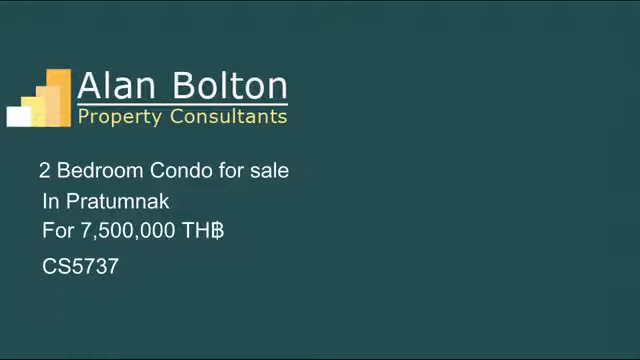 Alan Bolton
Property Consultants
2 Bedroom Condo for sale
In Pratumnak
For 7,500,000 TH฿
CS5737